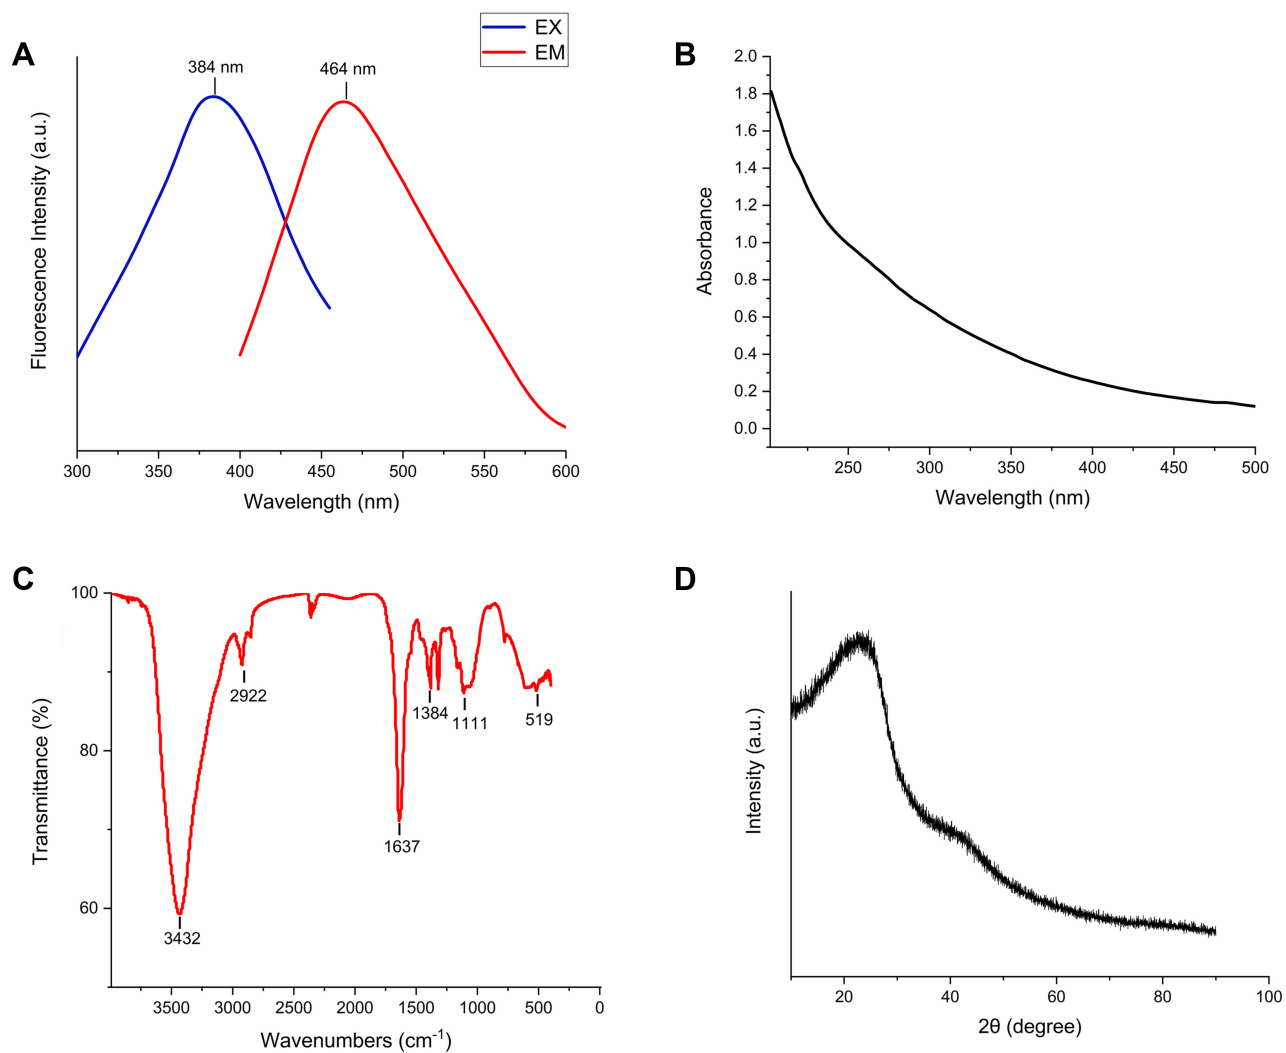 A
EX
EM
384 nm
464 nm
Fluorescence Intensity (a.u.)
300 350 400 450 500 550 600
Wavelength (nm)
B
2.0
1.8
1.6
1.4
1.2
1.0
0.8
0.6
0.4
0.2
0.0
Absorbance
250 300 350 400 450 500
Wavelength (nm)
C
100
80
60
Transmittance (%)
2922
1384
1111
519
1637
3432
3500 3000 2500 2000 1500 1000 500 0
Wavenumbers (cm⁻¹)
D
Intensity (a.u.)
20 40 60 80 100
2θ (degree)